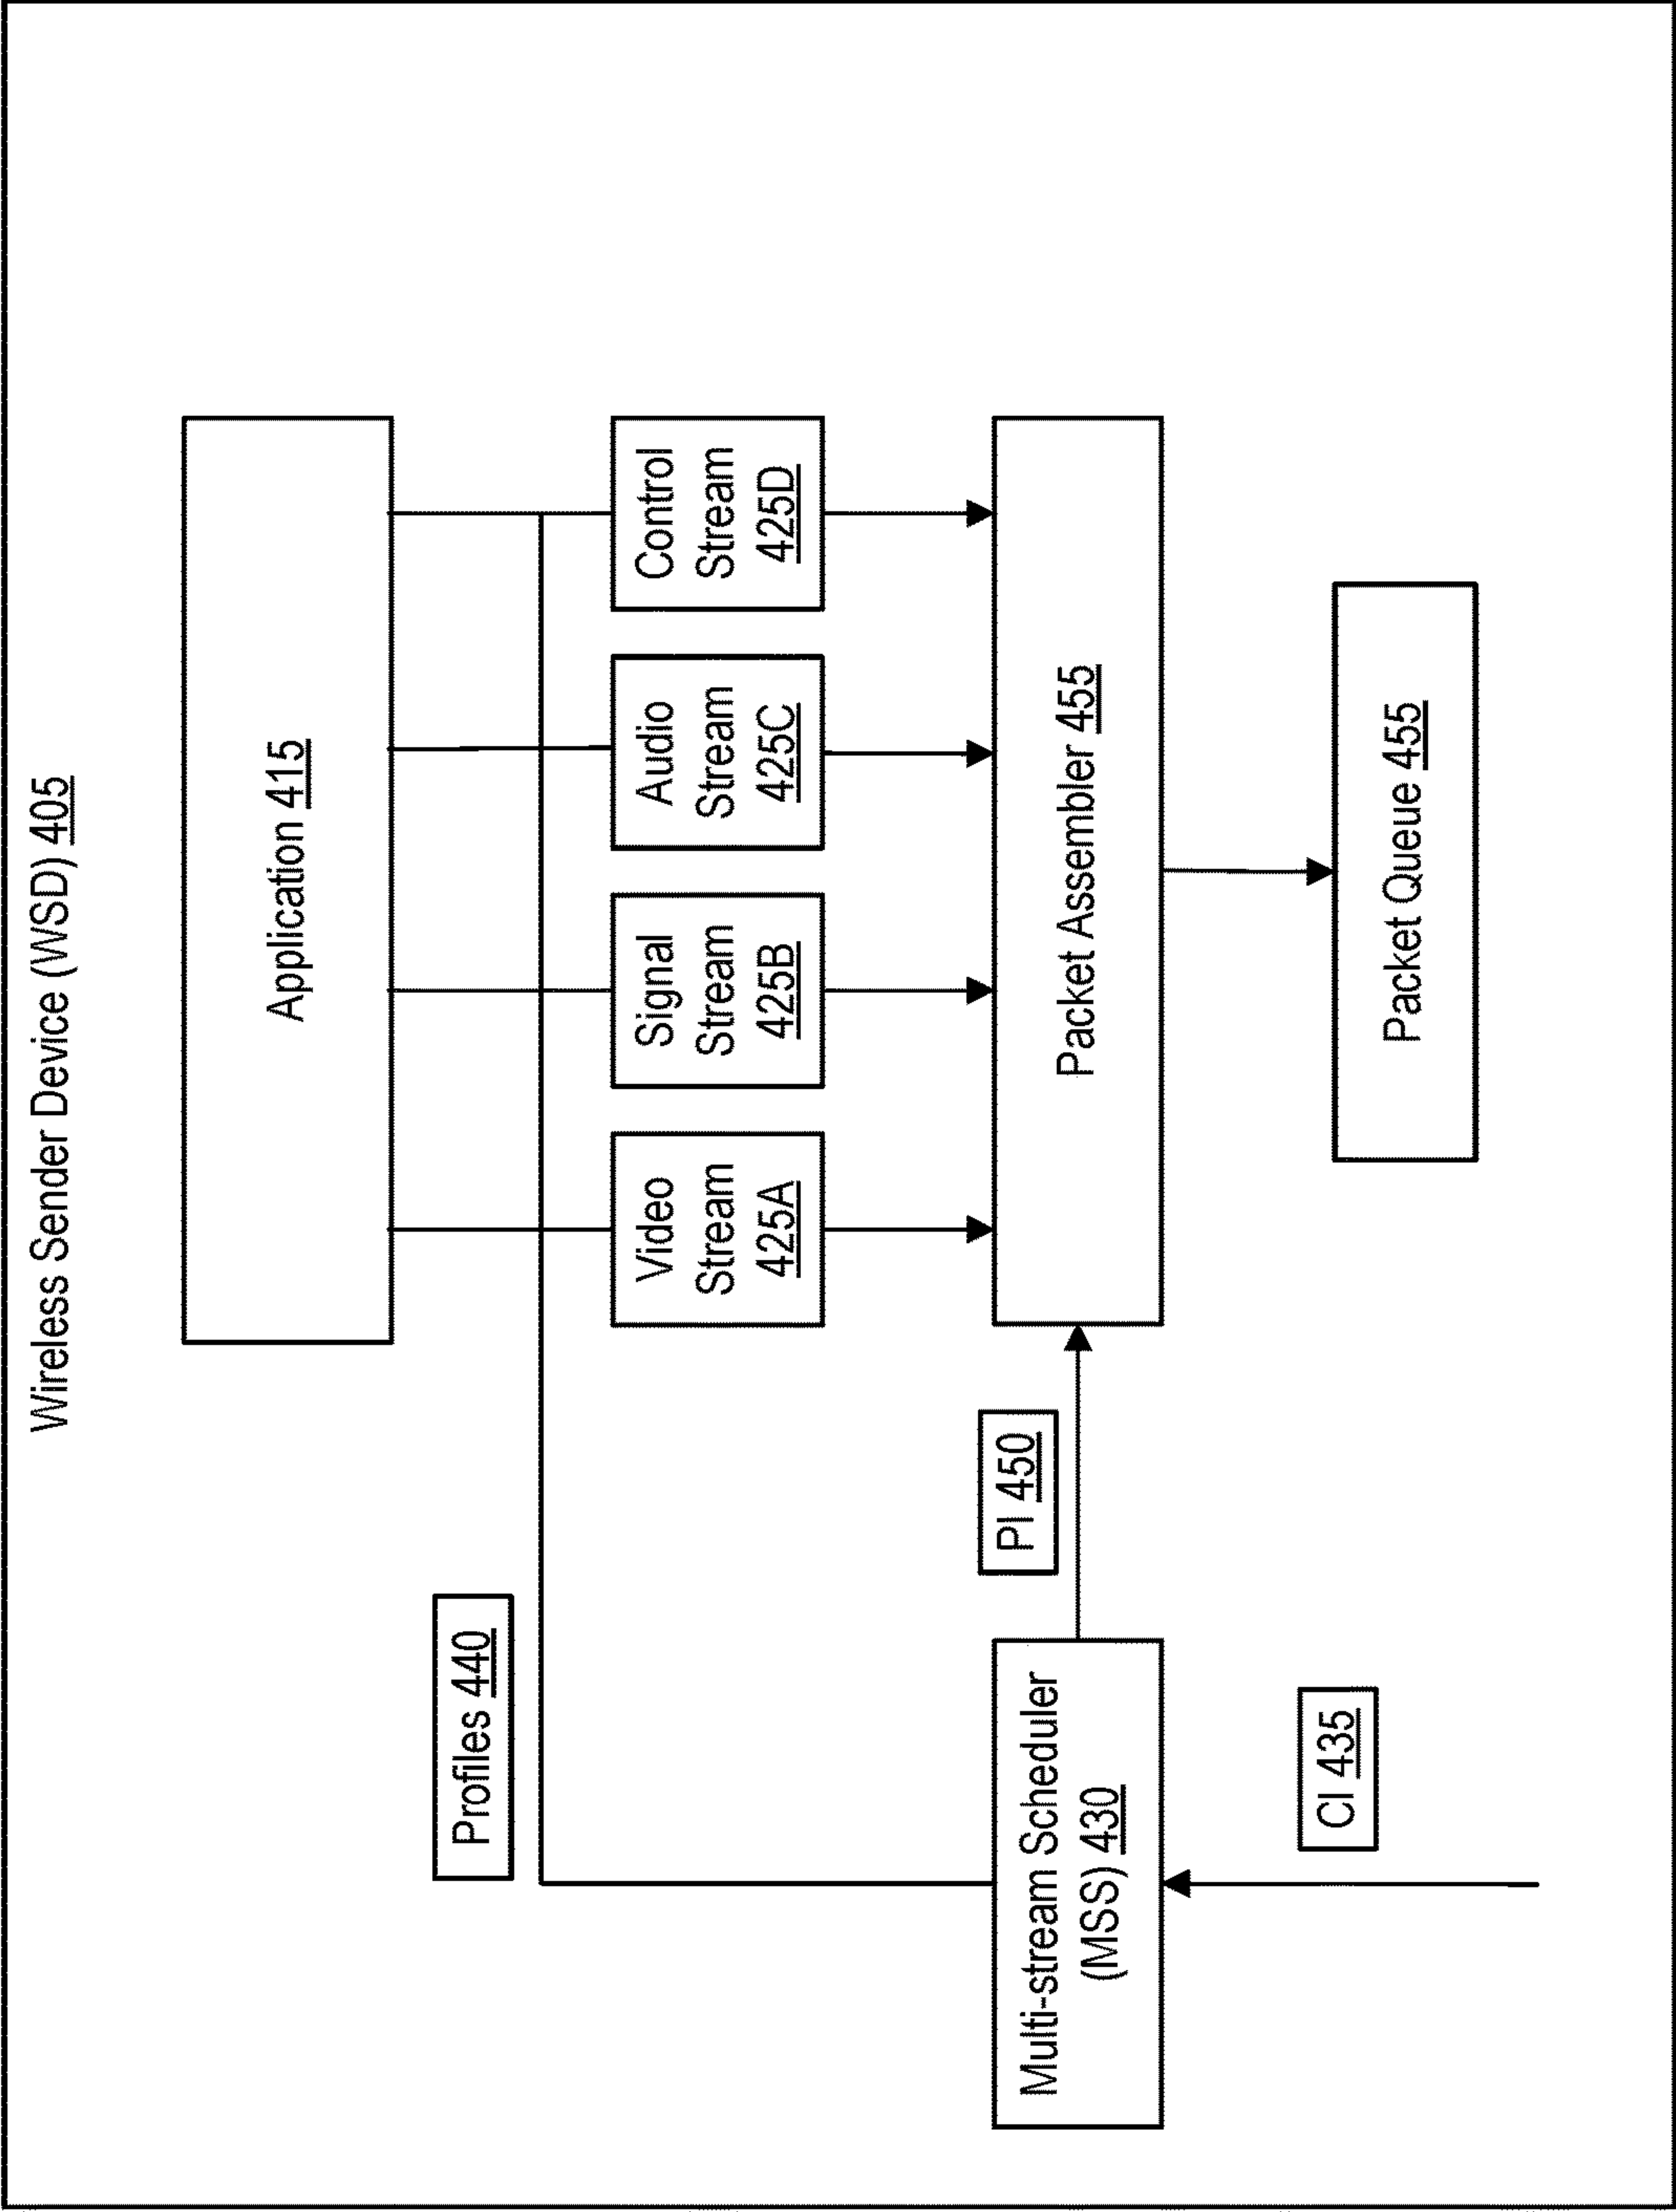 Wireless Sender Device (WSD) 405
Application 415
Profiles 440
Video
Stream
425A
Signal
Stream
425B
Audio
Stream
425C
Control
Stream
425D
PI 450
Multi-stream Scheduler
(MSS) 430
Packet Assembler 455
CI 435
Packet Queue 455